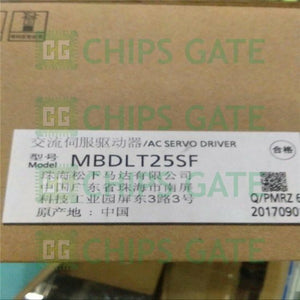 CHIPS GATE
交流伺服驱动器/AC SERVO DRIVER
型号
Model MBDLT25SF
合格
珠海松下马达有限公司
中国广东省珠海市南屏
科技工业园屏东3路3号
原产地：中国
Q/PMRZ 6
201709